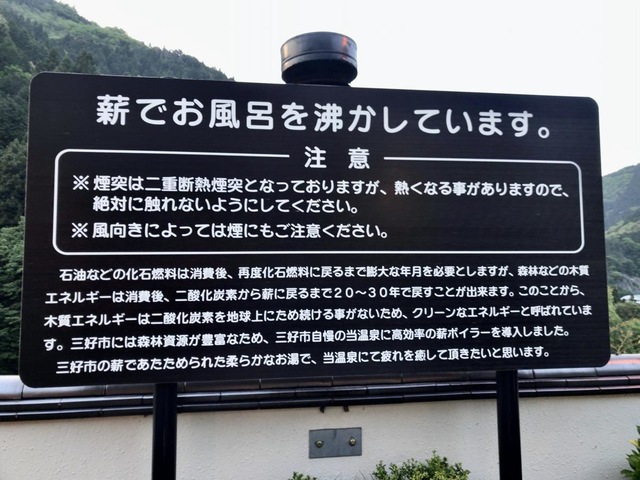 薪でお風呂を沸かしています。
注意
※煙突は二重断熱煙突となっておりますが、熱くなる事がありますので、
絶対に触れないようにしてください。
※風向きによっては煙にもご注意ください。
石油などの化石燃料は消費後、再度化石燃料に戻るまで膨大な年月を必要としますが、森林などの木質
エネルギーは消費後、二酸化炭素から薪に戻るまで20~30年で戻すことが出来ます。このことから、
木質エネルギーは二酸化炭素を地球上にため続ける事がないため、クリーンなエネルギーと呼ばれていま
す。三好市には森林資源が豊富なため、三好市自慢の当温泉に高効率の薪ボイラーを導入しました。
三好市の薪であたためられた柔らかなお湯で、当温泉にて疲れを癒して頂きたいと思います。